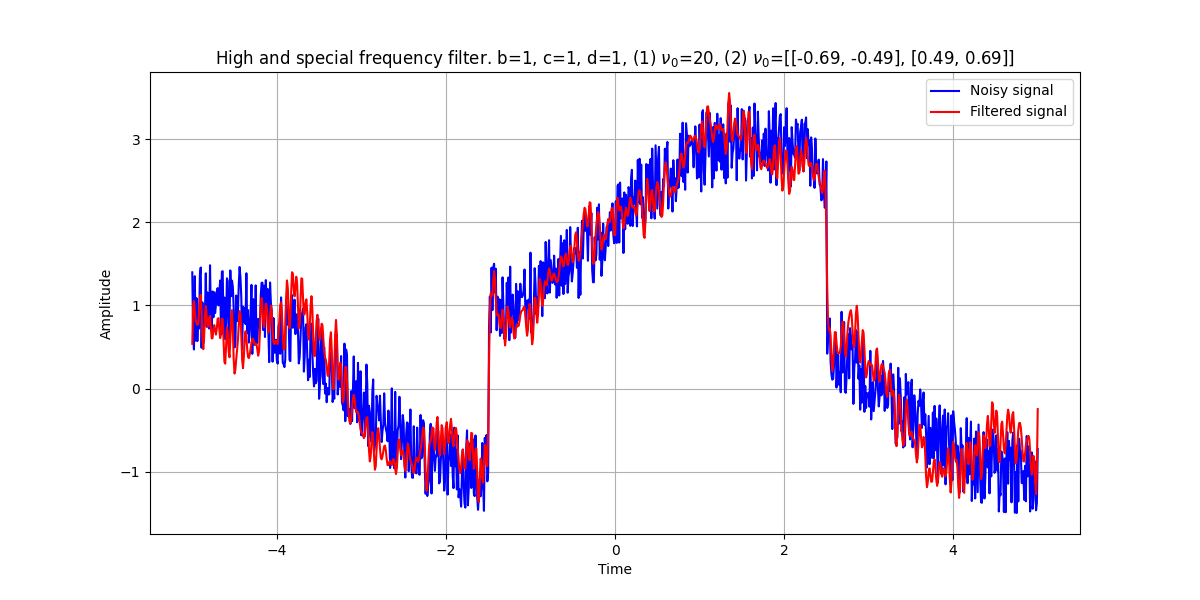 High and special frequency filter. b=1, c=1, d=1, (1) ν₀=20, (2) ν₀=[[-0.69, -0.49], [0.49, 0.69]]
Noisy signal
Filtered signal
Amplitude
3
2
1
0
−1
−4
−2
0
2
4
Time